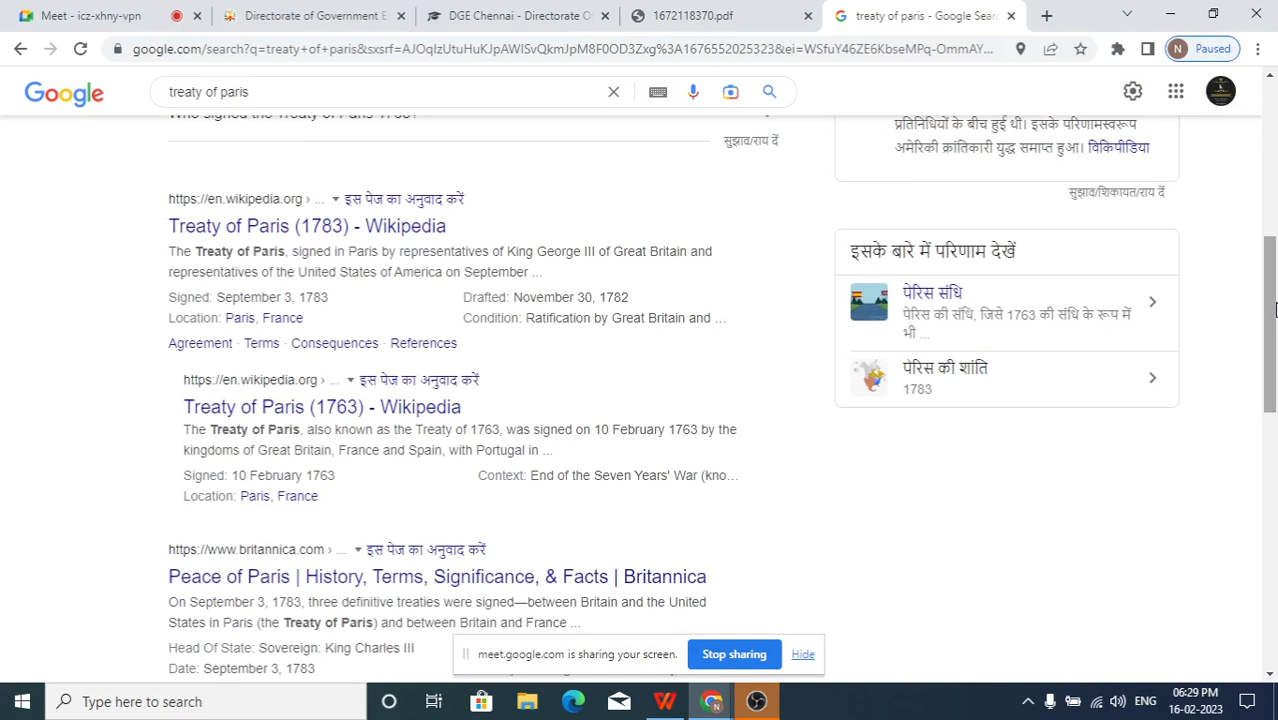 Meet - icz-xhny-vpn
Directorate of Government E
DGE Chennai - Directorate O
1672118370.pdf
treaty of paris - Google Sear
google.com/search?q=treaty+of+paris&sxsrf=AJOqlzUtuHuKJpAWISvQkmJpM8F0OD3Zxg%3A1676552025323&ei=WSfuY46ZE6KbseMPq-OmmAY...
N
Paused
Google
treaty of paris
सुझाव/राय दें
https://en.wikipedia.org › ... इस पेज का अनुवाद करें
Treaty of Paris (1783) - Wikipedia
The Treaty of Paris, signed in Paris by representatives of King George III of Great Britain and
representatives of the United States of America on September ...
Signed: September 3, 1783
Drafted: November 30, 1782
Location: Paris, France
Condition: Ratification by Great Britain and ...
Agreement · Terms · Consequences · References
https://en.wikipedia.org › ... इस पेज का अनुवाद करें
Treaty of Paris (1763) - Wikipedia
The Treaty of Paris, also known as the Treaty of 1763, was signed on 10 February 1763 by the
kingdoms of Great Britain, France and Spain, with Portugal in ...
Signed: 10 February 1763
Context: End of the Seven Years' War (kno...
Location: Paris, France
https://www.britannica.com › ... इस पेज का अनुवाद करें
Peace of Paris | History, Terms, Significance, & Facts | Britannica
On September 3, 1783, three definitive treaties were signed—between Britain and the United
States in Paris (the Treaty of Paris) and between Britain and France ...
Head Of State: Sovereign: King Charles III
Date: September 3, 1783
प्रतिनिधियों के बीच हुई थी। इसके परिणामस्वरूप
अमेरिकी क्रांतिकारी युद्ध समाप्त हुआ। विकिपीडिया
सुझाव/शिकायत/राय दें
इसके बारे में परिणाम देखें
पेरिस संधि
पेरिस की संधि, जिसे 1763 की संधि के रूप में
भी ...
पेरिस की शांति
1783
meet.google.com is sharing your screen.
Stop sharing
Hide
Type here to search
N
ENG
06:29 PM
16-02-2023